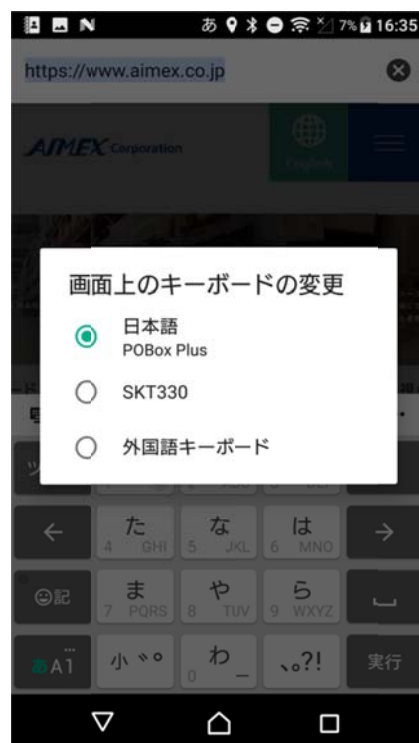 あ 7% 16:35
https://www.aimex.co.jp
AIMEX Corporation
English
画面上のキーボードの変更
日本語
POBox Plus
SKT330
外国語キーボード
← た な は →
4 GHI 5 JKL 6 MNO
記 ま や ら
7 PQRS 8 TUV 9 WXYZ
あA1 小゛゜ わ 、。?! 実行
0 _